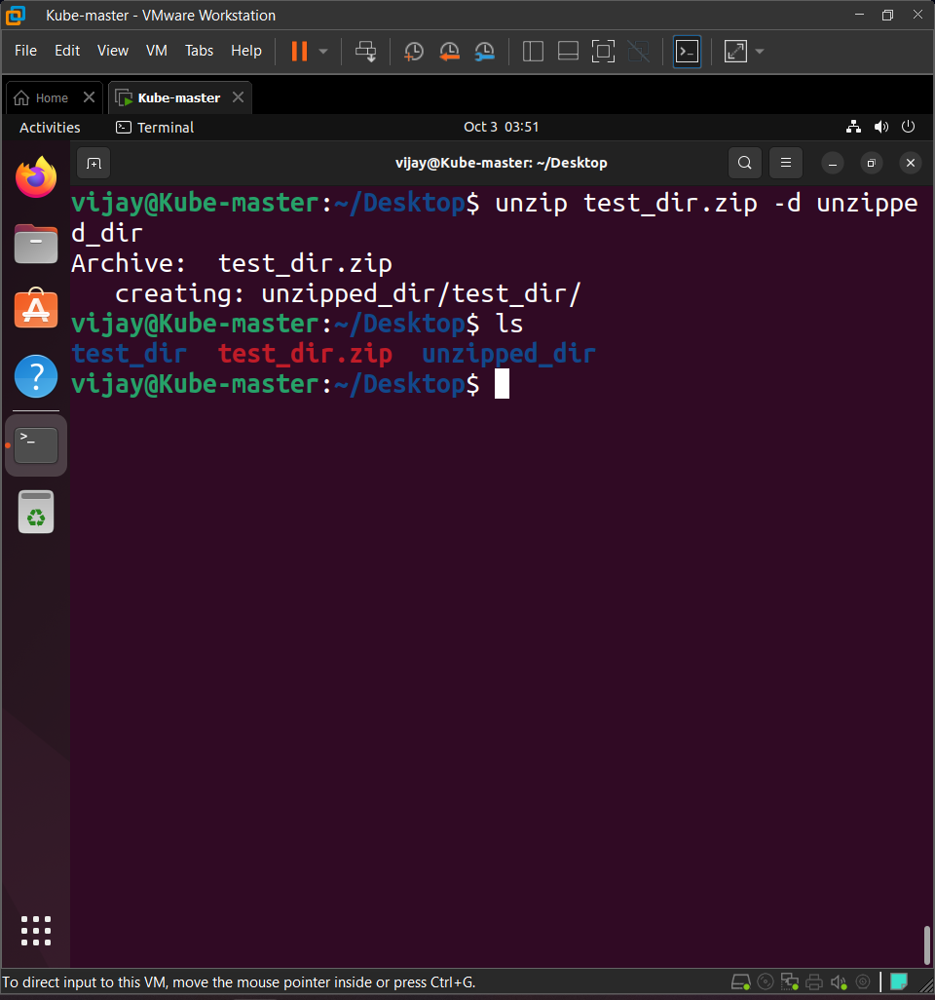 Kube-master - VMware Workstation
File Edit View VM Tabs Help
Home Kube-master
Activities Terminal Oct 3 03:51
vijay@Kube-master: ~/Desktop
vijay@Kube-master:~/Desktop$ unzip test_dir.zip -d unzippe
d_dir
Archive:  test_dir.zip
   creating: unzipped_dir/test_dir/
vijay@Kube-master:~/Desktop$ ls
test_dir  test_dir.zip  unzipped_dir
vijay@Kube-master:~/Desktop$
To direct input to this VM, move the mouse pointer inside or press Ctrl+G.